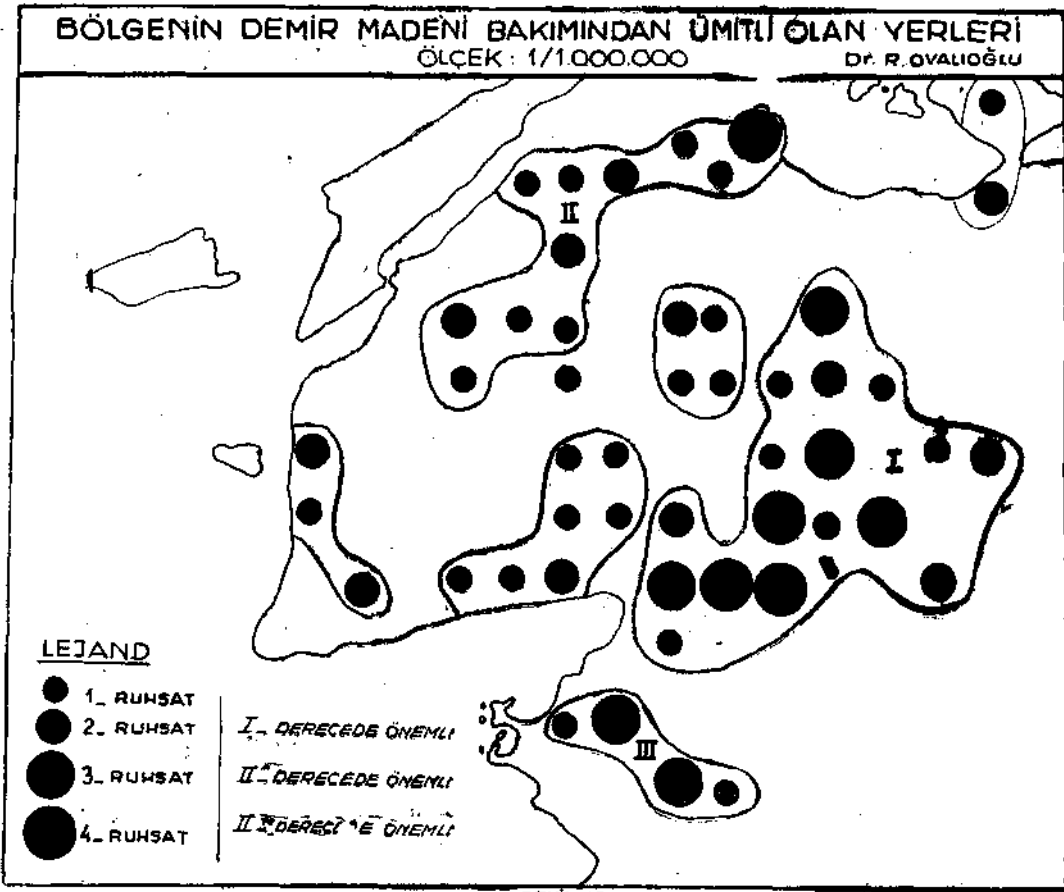 BÖLGENİN DEMİR MADENİ BAKIMINDAN ÜMİTLİ OLAN YERLERİ
ÖLÇEK : 1/1.000.000
Dr. R. OVALIOĞLU
II
I
III
LEJAND
1_ RUHSAT
2_ RUHSAT
3_ RUHSAT
4_ RUHSAT
I_ DERECEDE ÖNEMLİ
II_ DERECEDE ÖNEMLİ
ÖNEMLİ